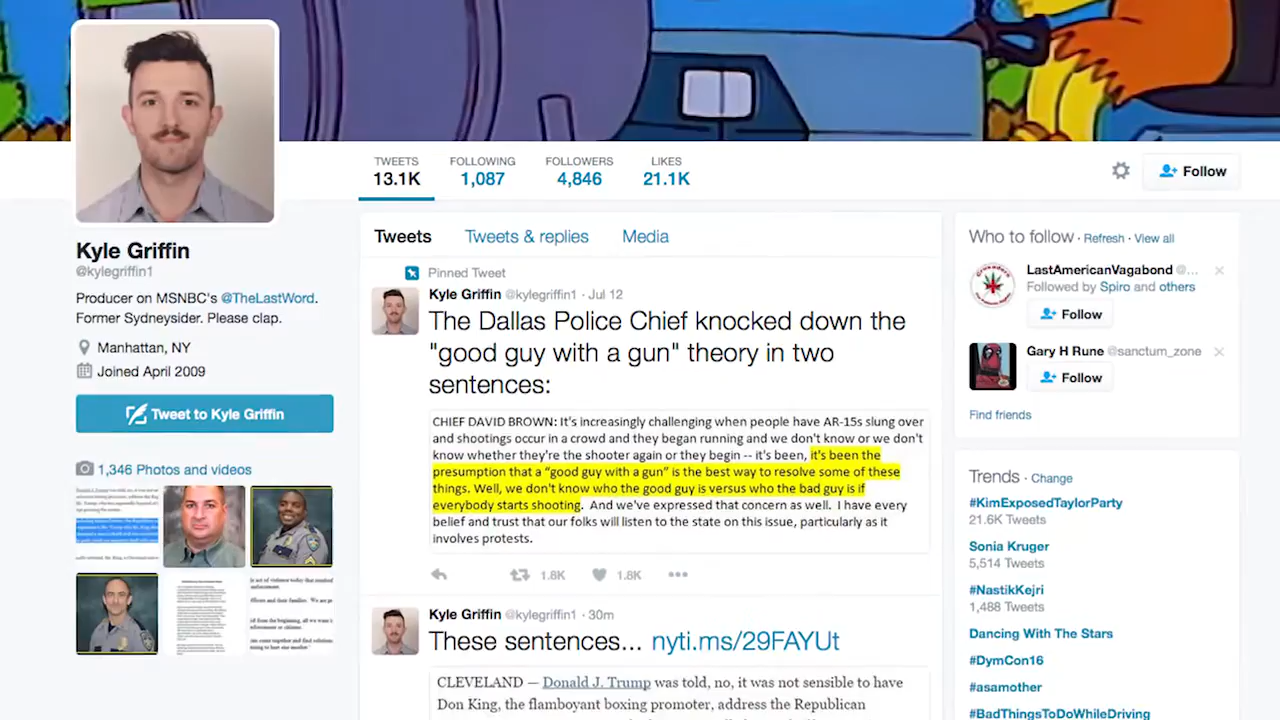 TWEETS FOLLOWING FOLLOWERS LIKES
13.1K 1,087 4,846 21.1K
Follow
Kyle Griffin
@kylegriffin1
Producer on MSNBC's @TheLastWord.
Former Sydneysider. Please clap.
Manhattan, NY
Joined April 2009
Tweet to Kyle Griffin
1,346 Photos and videos
Tweets Tweets & replies Media
Pinned Tweet
Kyle Griffin @kylegriffin1 · Jul 12
The Dallas Police Chief knocked down the
"good guy with a gun" theory in two
sentences:
CHIEF DAVID BROWN: It's increasingly challenging when people have AR-15s slung over
and shootings occur in a crowd and they began running and we don't know or we don't
know whether they're the shooter again or they begin -- it's been, it's been the
presumption that a "good guy with a gun" is the best way to resolve some of these
things. Well, we don't know who the good guy is versus who the bad guy is if
everybody starts shooting. And we've expressed that concern as well. I have every
belief and trust that the folks will listen to the state on this issue, particularly as it
involves protests.
1.8K 1.8K
Kyle Griffin @kylegriffin1 · 30m
These sentences... nyti.ms/29FAYUt
CLEVELAND — Donald J. Trump was told, no, it was not sensible to have
Don King, the flamboyant boxing promoter, address the Republican
Who to follow · Refresh · View all
LastAmericanVagabond @...
Followed by Spiro and others
Follow
Gary H Rune @sanctum_zone
Follow
Find friends
Trends · Change
#KimExposedTaylorParty
21.6K Tweets
Sonia Kruger
5,514 Tweets
#NastikKejri
1,488 Tweets
Dancing With The Stars
#DymCon16
#asamother
#BadThingsToDoWhileDriving